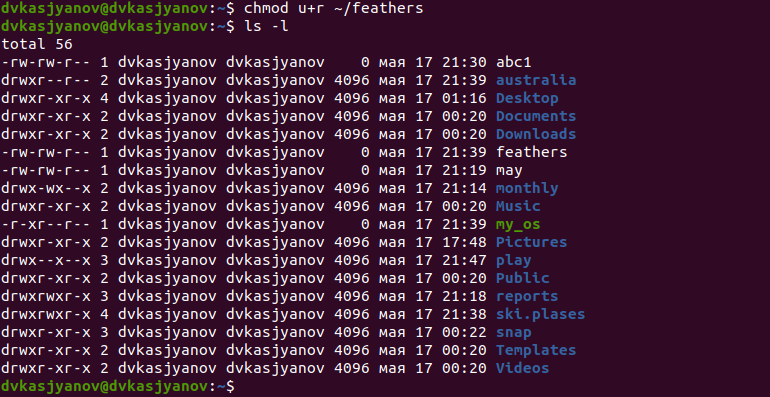 dvkasjyanov@dvkasjyanov:~$ chmod u+r ~/feathers
dvkasjyanov@dvkasjyanov:~$ ls -l
total 56
-rw-rw-r-- 1 dvkasjyanov dvkasjyanov    0 мая 17 21:30 abc1
drwxr--r-- 2 dvkasjyanov dvkasjyanov 4096 мая 17 21:39 australia
drwxr-xr-x 4 dvkasjyanov dvkasjyanov 4096 мая 17 01:16 Desktop
drwxr-xr-x 2 dvkasjyanov dvkasjyanov 4096 мая 17 00:20 Documents
drwxr-xr-x 2 dvkasjyanov dvkasjyanov 4096 мая 17 00:20 Downloads
-rw-rw-r-- 1 dvkasjyanov dvkasjyanov    0 мая 17 21:39 feathers
-rw-rw-r-- 1 dvkasjyanov dvkasjyanov    0 мая 17 21:19 may
drwx-wx--x 2 dvkasjyanov dvkasjyanov 4096 мая 17 21:14 monthly
drwxr-xr-x 2 dvkasjyanov dvkasjyanov 4096 мая 17 00:20 Music
-r-xr--r-- 1 dvkasjyanov dvkasjyanov    0 мая 17 21:39 my_os
drwxr-xr-x 2 dvkasjyanov dvkasjyanov 4096 мая 17 17:48 Pictures
drwx--x--x 3 dvkasjyanov dvkasjyanov 4096 мая 17 21:47 play
drwxr-xr-x 2 dvkasjyanov dvkasjyanov 4096 мая 17 00:20 Public
drwxrwxr-x 3 dvkasjyanov dvkasjyanov 4096 мая 17 21:18 reports
drwxrwxr-x 4 dvkasjyanov dvkasjyanov 4096 мая 17 21:38 ski.plases
drwxr-xr-x 3 dvkasjyanov dvkasjyanov 4096 мая 17 00:22 snap
drwxr-xr-x 2 dvkasjyanov dvkasjyanov 4096 мая 17 00:20 Templates
drwxr-xr-x 2 dvkasjyanov dvkasjyanov 4096 мая 17 00:20 Videos
dvkasjyanov@dvkasjyanov:~$